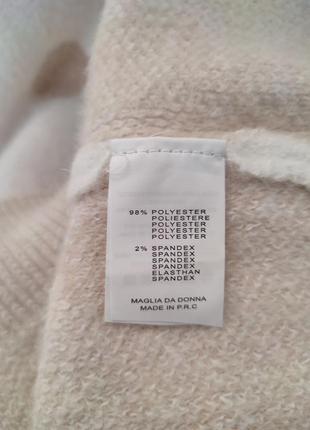 98% POLYESTER
POLIESTERE
POLYESTER
POLYESTER
POLYESTER
2% SPANDEX
SPANDEX
SPANDEX
SPANDEX
ELASTHAN
SPANDEX
MAGLIA DA DONNA
MADE IN P.R.C